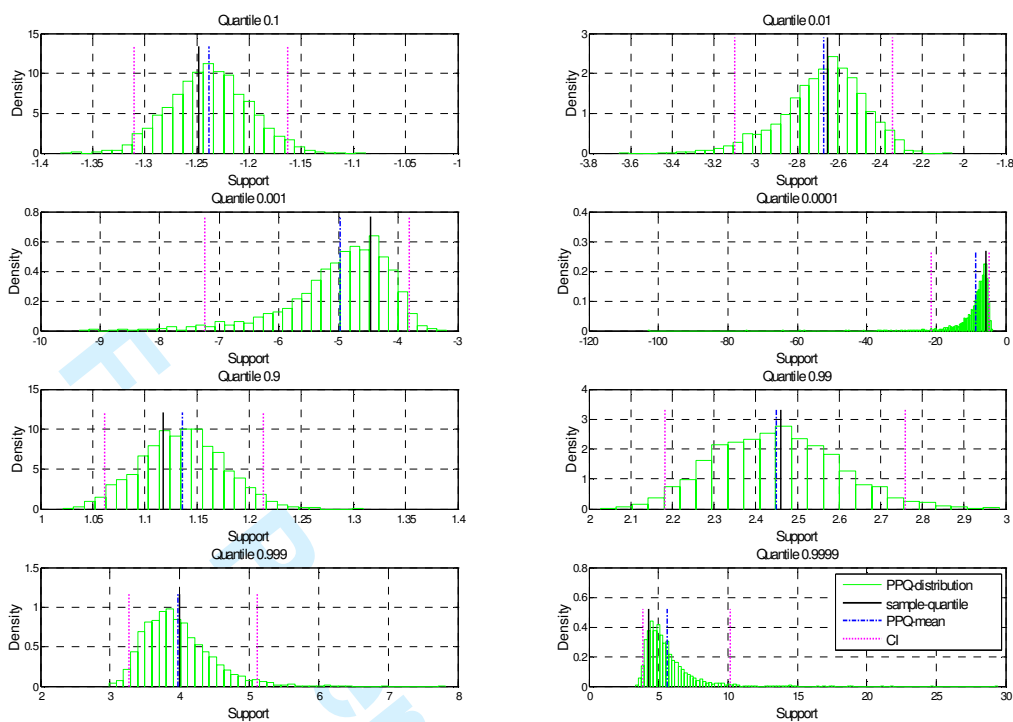 Quantile 0.1
15
10
5
0
Density
-1.4 -1.35 -1.3 -1.25 -1.2 -1.15 -1.1 -1.05 -1
Support
Quantile 0.01
3
2
1
0
Density
-3.8 -3.6 -3.4 -3.2 -3 -2.8 -2.6 -2.4 -2.2 -2 -1.8
Support
Quantile 0.001
0.8
0.6
0.4
0.2
0
Density
-10 -9 -8 -7 -6 -5 -4 -3
Support
Quantile 0.0001
0.4
0.3
0.2
0.1
0
Density
-120 -100 -80 -60 -40 -20 0
Support
Quantile 0.9
15
10
5
0
Density
1 1.05 1.1 1.15 1.2 1.25 1.3 1.35 1.4
Support
Quantile 0.99
4
3
2
1
0
Density
2 2.1 2.2 2.3 2.4 2.5 2.6 2.7 2.8 2.9 3
Support
Quantile 0.999
1.5
1
0.5
0
Density
2 3 4 5 6 7 8
Support
Quantile 0.9999
0.8
0.6
0.4
0.2
0
Density
0 5 10 15 20 25 30
Support
PPQ-distribution
sample-quantile
PPQ-mean
CI